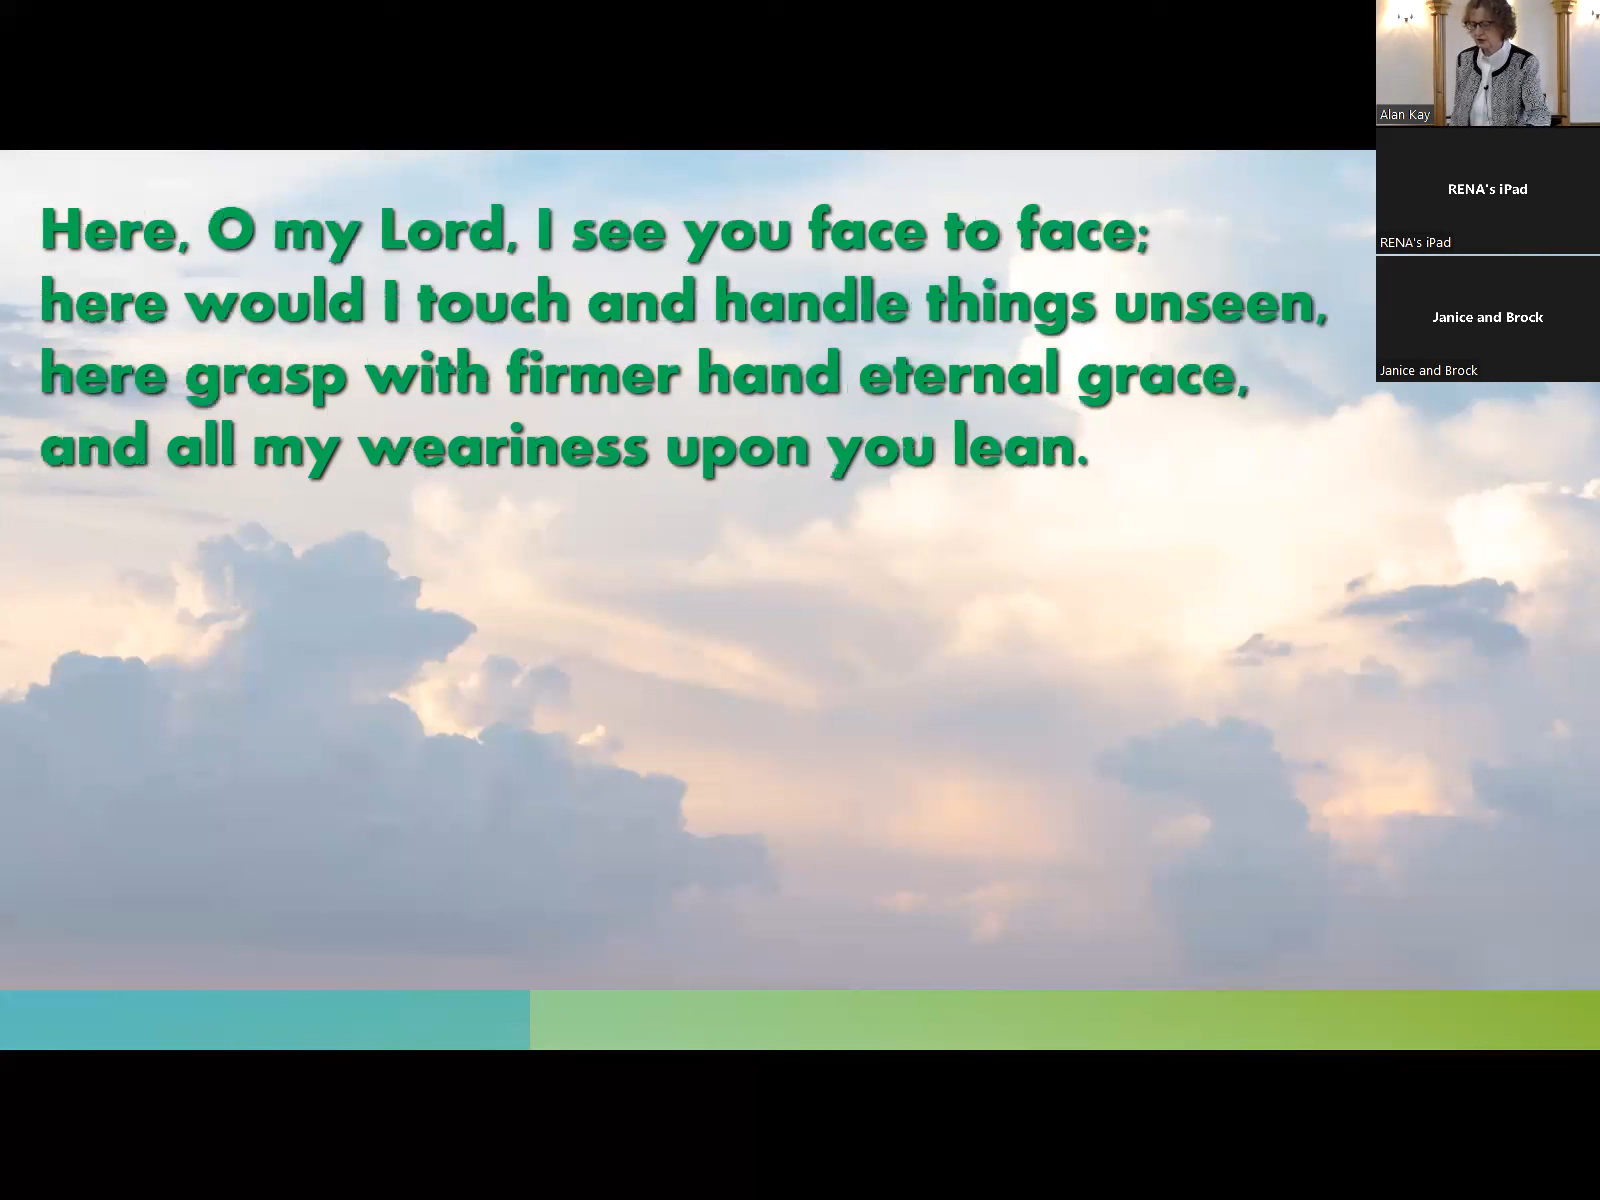 Here, O my Lord, I see you face to face;
here would I touch and handle things unseen,
here grasp with firmer hand eternal grace,
and all my weariness upon you lean.
Alan Kay
RENA's iPad
RENA's iPad
Janice and Brock
Janice and Brock